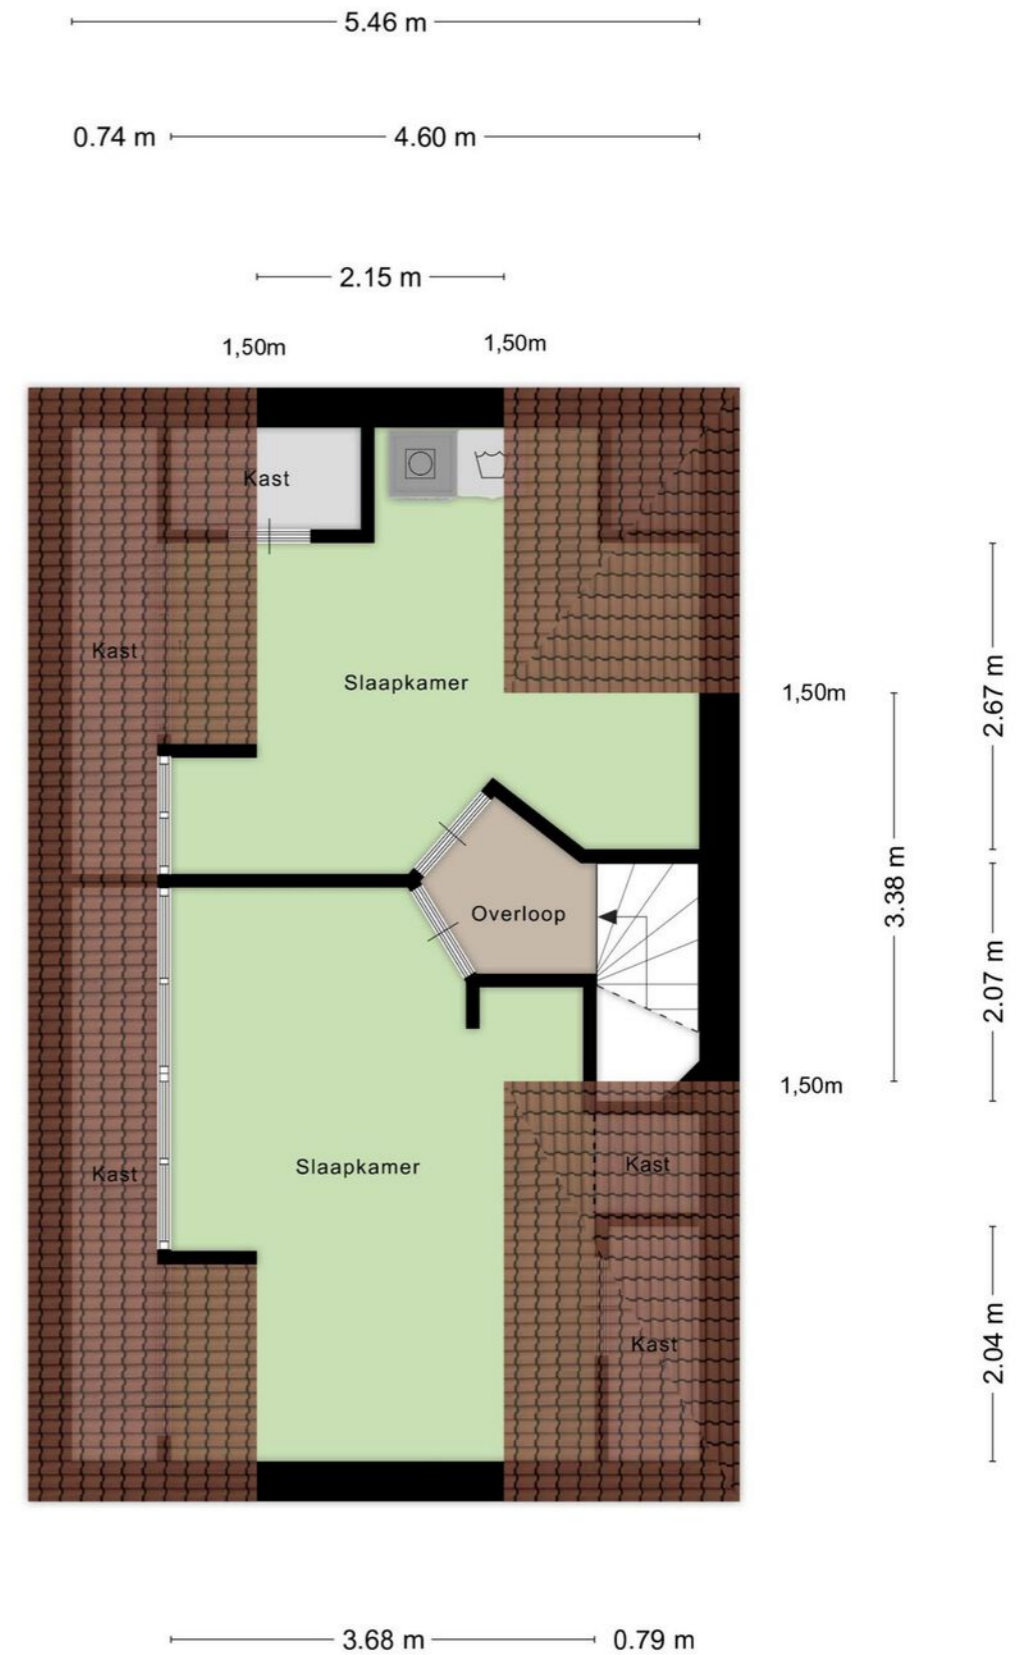 5.46 m
0.74 m
4.60 m
2.15 m
1,50m
1,50m
Kast
Kast
Slaapkamer
1,50m
2.67 m
3.38 m
Overloop
2.07 m
1,50m
Kast
Slaapkamer
Kast
Kast
2.04 m
3.68 m
0.79 m